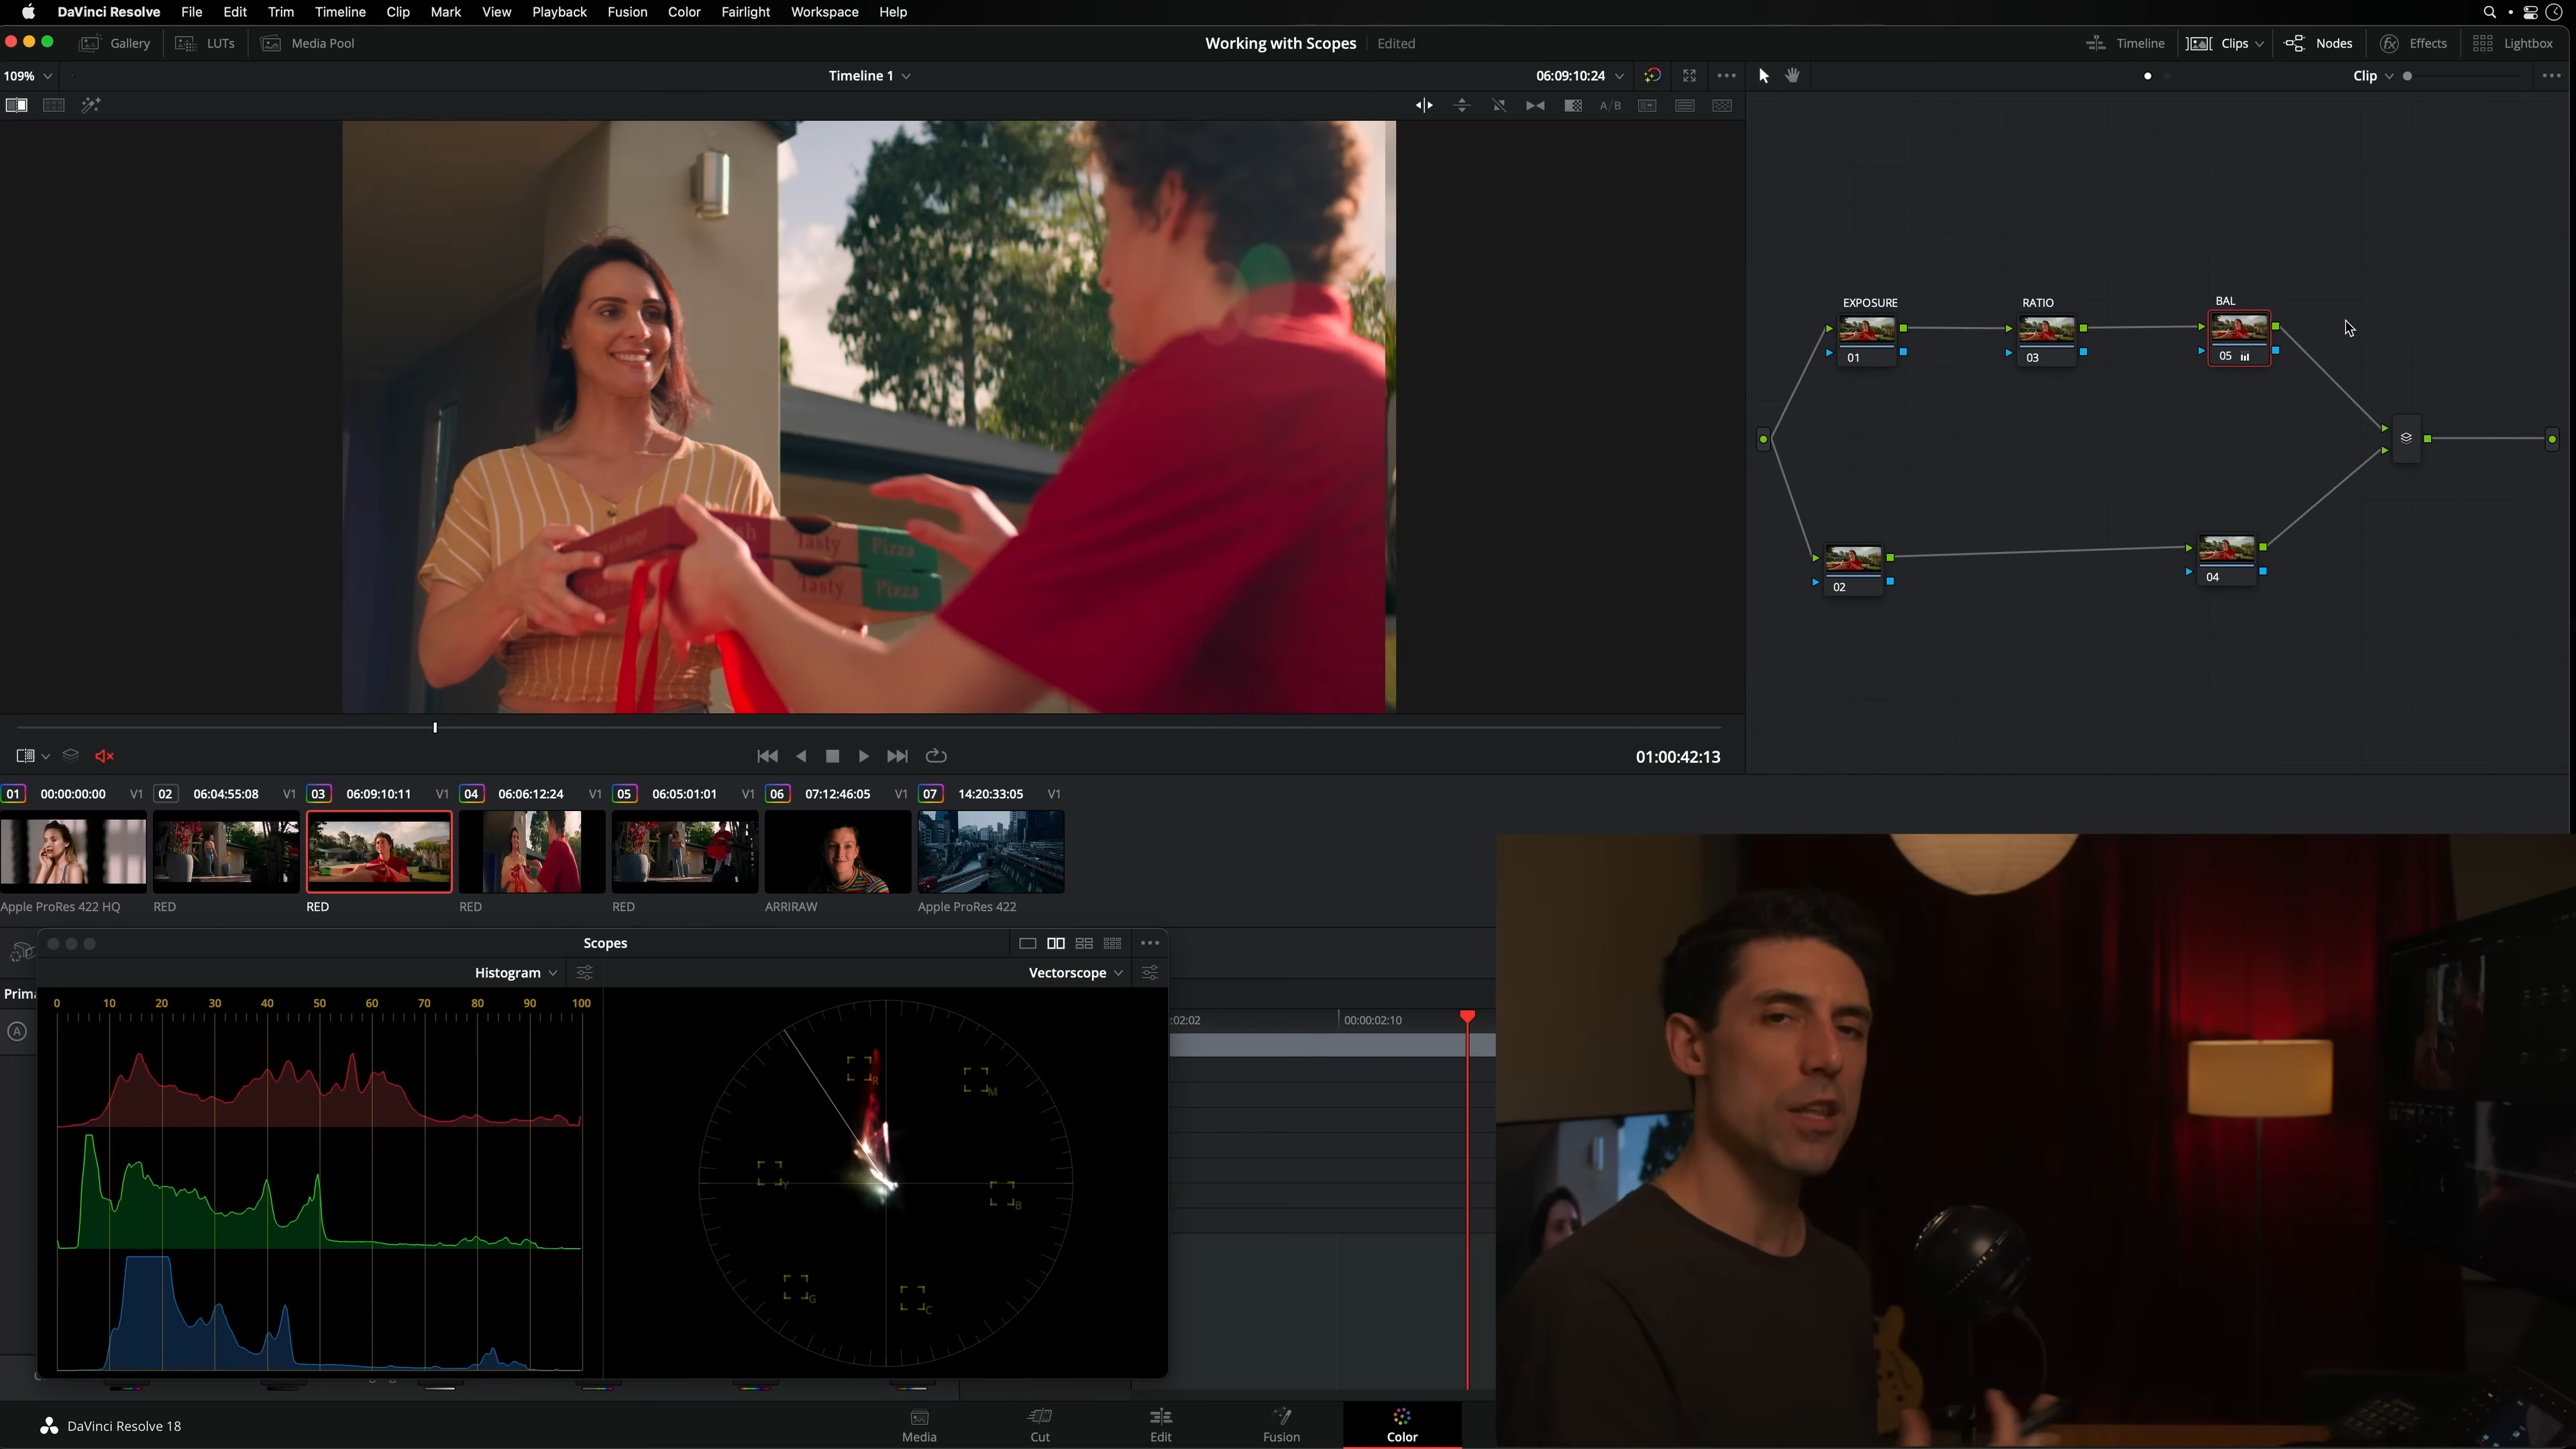 DaVinci Resolve File Edit Trim Timeline Clip Mark View Playback Fusion Color Fairlight Workspace Help
Gallery LUTs Media Pool Working with Scopes Edited Timeline Clips Nodes Effects Lightbox
109% Timeline 1 06:09:10:24 Clip
A/B
EXPOSURE RATIO BAL
01 03 05
02 04
Tasty Pizza
Tasty Pizza
01:00:42:13
01 00:00:00:00 V1 02 06:04:55:08 V1 03 06:09:10:11 V1 04 06:06:12:24 V1 05 06:05:01:01 V1 06 07:12:46:05 V1 07 14:20:33:05 V1
Apple ProRes 422 HQ RED RED RED RED ARRIRAW Apple ProRes 422
Scopes
Histogram Vectorscope
Prima
0 10 20 30 40 50 60 70 80 90 100
:02:02 00:00:02:10
A
R M
Y B
G C
DaVinci Resolve 18 Media Cut Edit Fusion Color